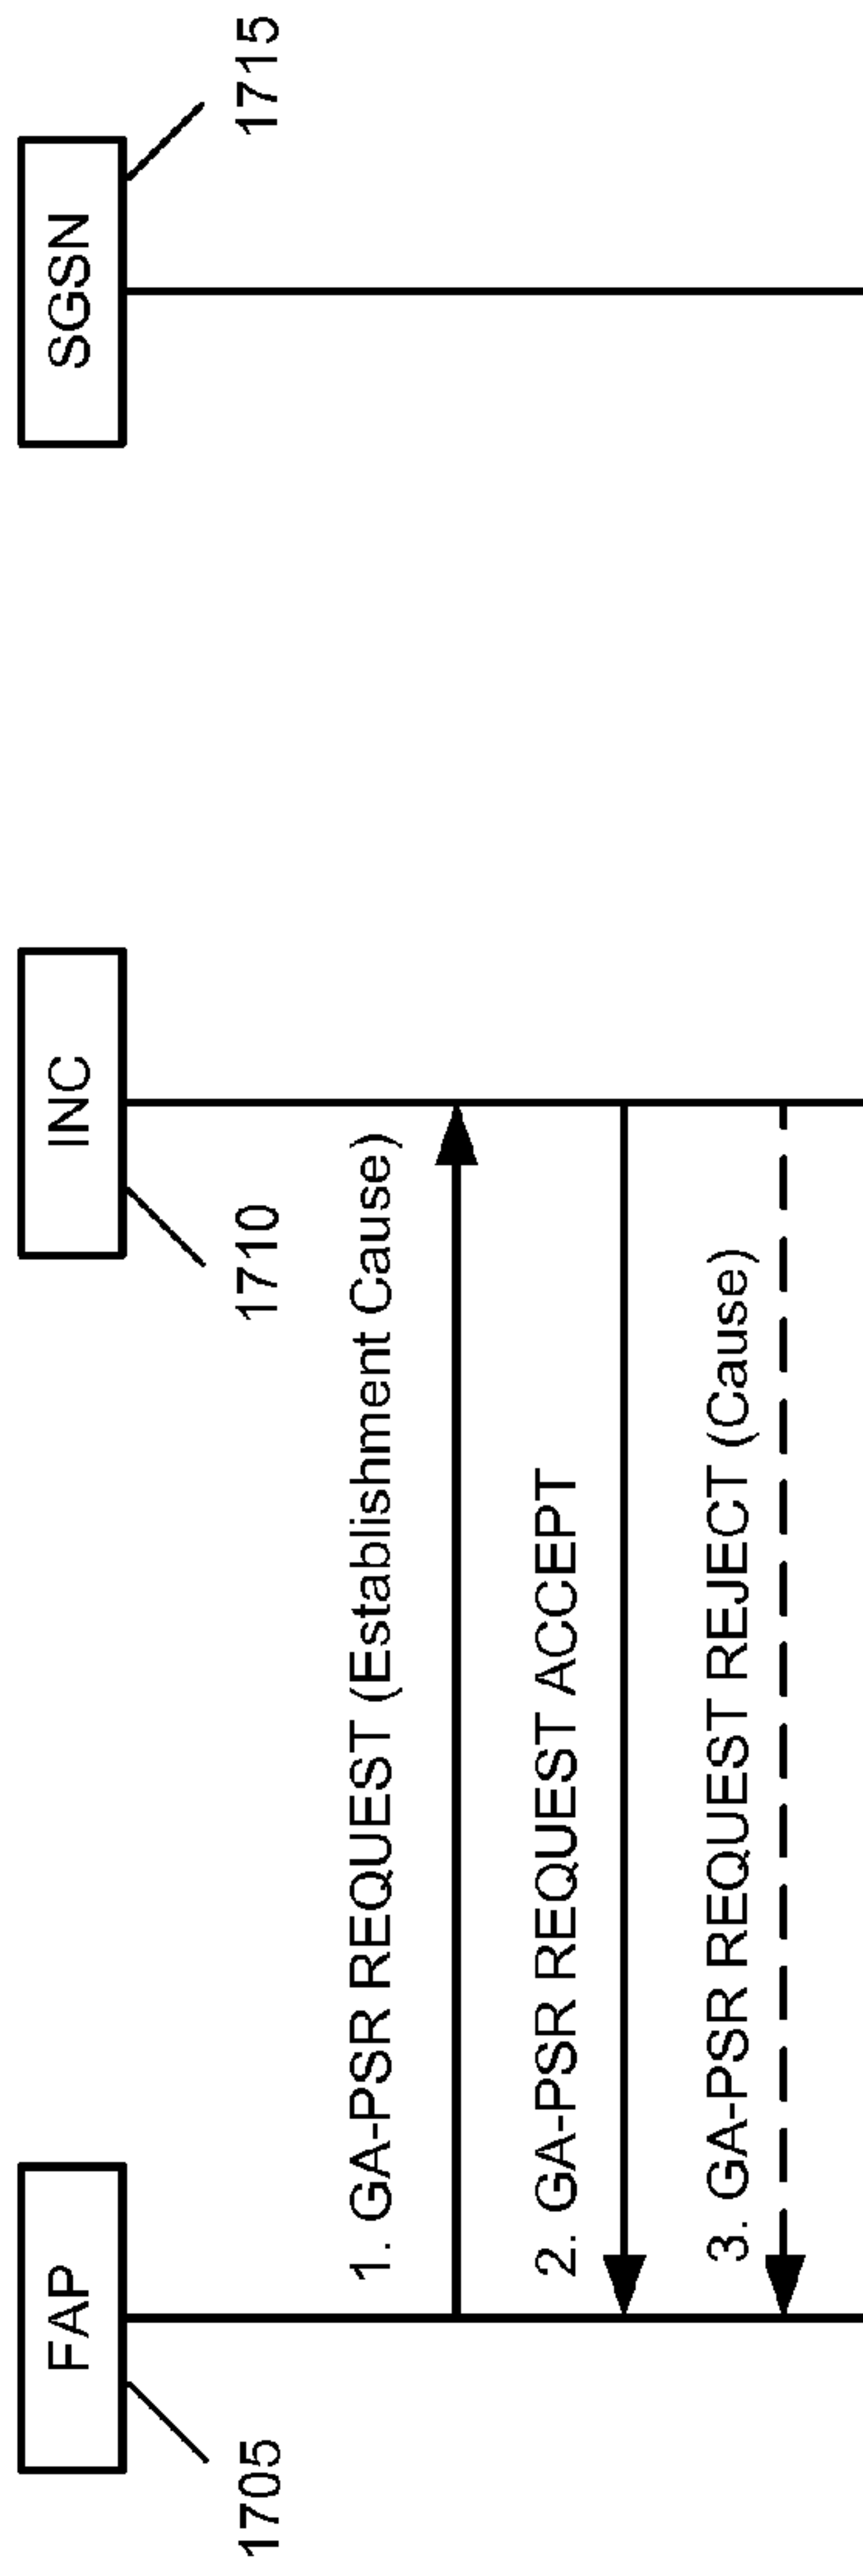 FAP
INC
SGSN
1705
1710
1715
1. GA-PSR REQUEST (Establishment Cause)
2. GA-PSR REQUEST ACCEPT
3. GA-PSR REQUEST REJECT (Cause)